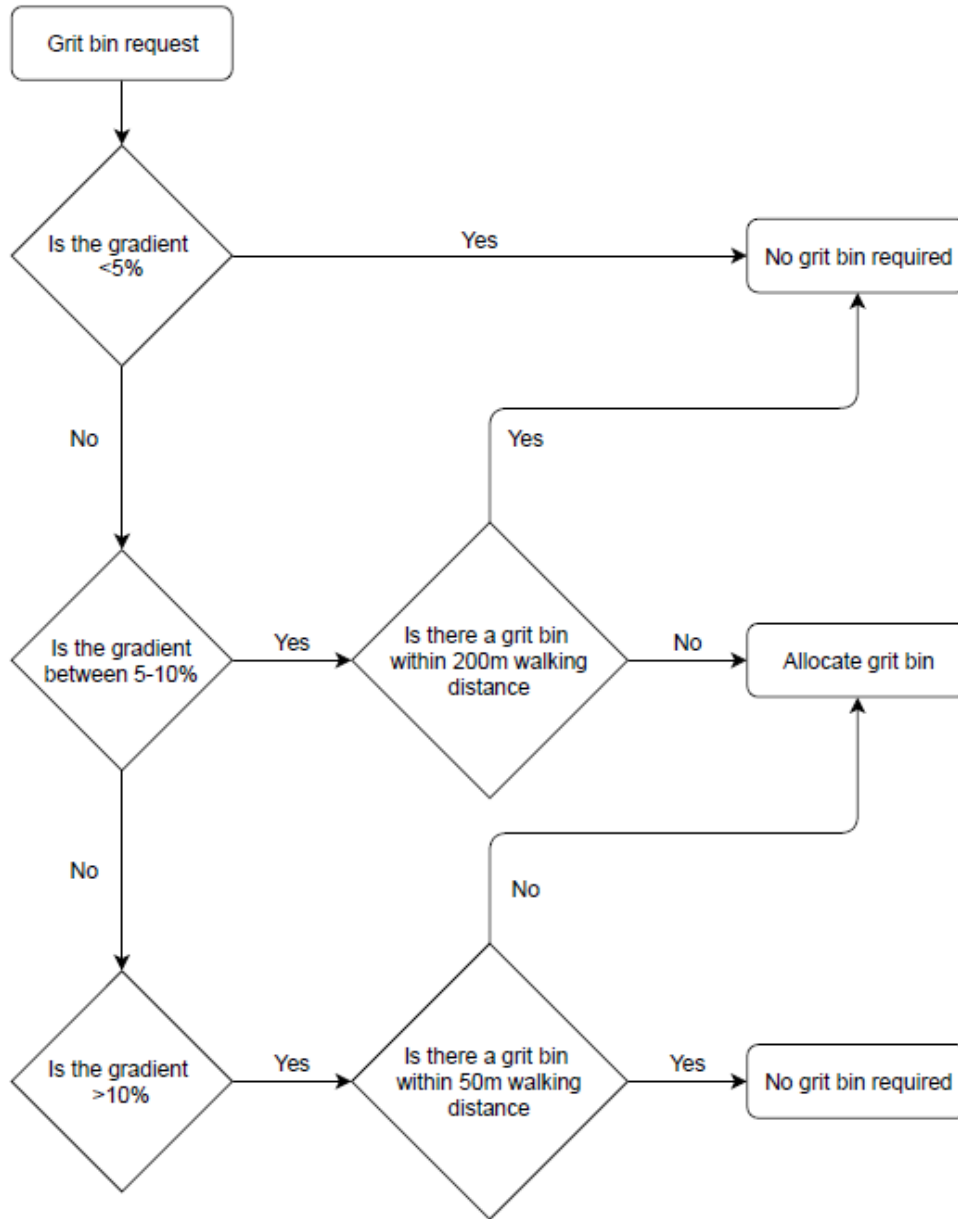 Grit bin request
Is the gradient
<5%
Yes
No grit bin required
No
Yes
Is the gradient
between 5-10%
Yes
Is there a grit bin
within 200m walking
distance
No
Allocate grit bin
No
No
Is the gradient
>10%
Yes
Is there a grit bin
within 50m walking
distance
Yes
No grit bin required